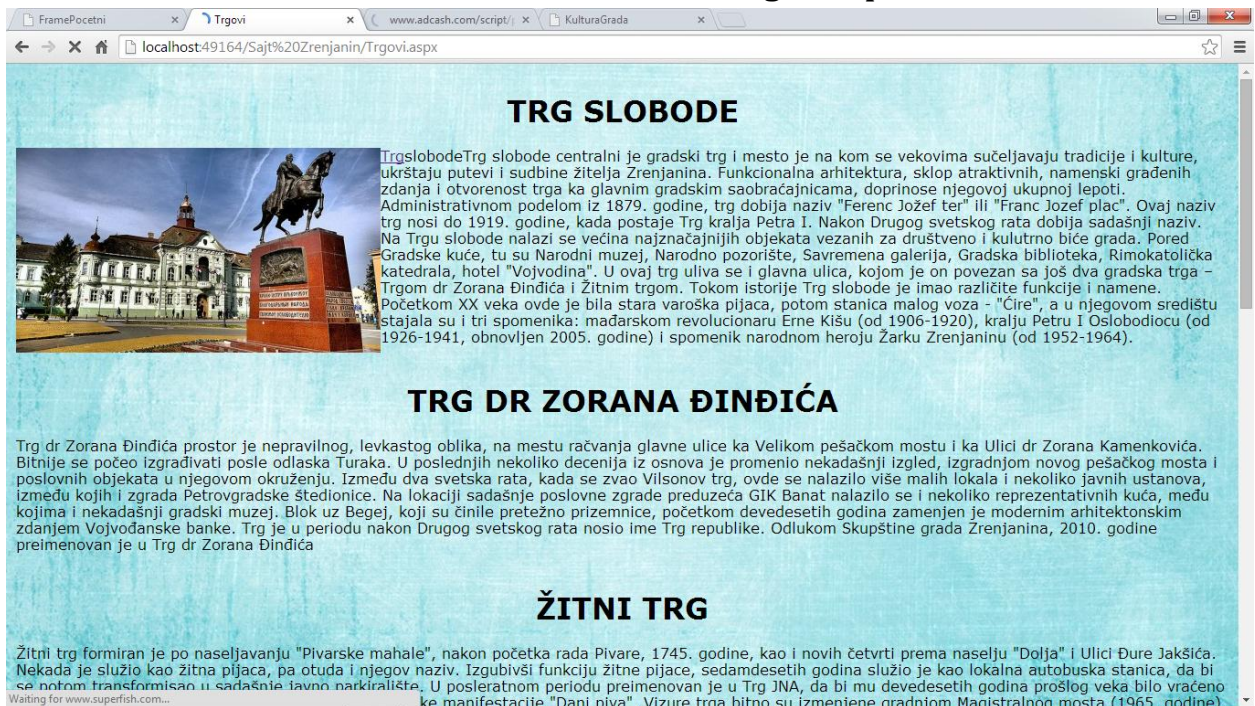 FramePocetni
Trgovi
www.adcash.com/script/
KulturaGrada
localhost:49164/Sajt%20Zrenjanin/Trgovi.aspx
TRG SLOBODE
TrgslobodeTrg slobode centralni je gradski trg i mesto je na kom se vekovima sučeljavaju tradicije i kulture,
ukrštaju putevi i sudbine žitelja Zrenjanina. Funkcionalna arhitektura, sklop atraktivnih, namenski građenih
zdanja i otvorenost trga ka glavnim gradskim saobraćajnicama, doprinose njegovoj ukupnoj lepoti.
Administrativnom podelom iz 1879. godine, trg dobija naziv "Ferenc Jožef ter" ili "Franc Jozef plac". Ovaj naziv
trg nosi do 1919. godine, kada postaje Trg kralja Petra I. Nakon Drugog svetskog rata dobija sadašnji naziv.
Na Trgu slobode nalazi se većina najznačajnijih objekata vezanih za društveno i kulutrno biće grada. Pored
Gradske kuće, tu su Narodni muzej, Narodno pozorište, Savremena galerija, Gradska biblioteka, Rimokatolička
katedrala, hotel "Vojvodina". U ovaj trg uliva se i glavna ulica, kojom je on povezan sa još dva gradska trga –
Trgom dr Zorana Đinđića i Žitnim trgom. Tokom istorije Trg slobode je imao različite funkcije i namene.
Početkom XX veka ovde je bila stara varoška pijaca, potom stanica malog voza - "Ćire", a u njegovom središtu
stajala su i tri spomenika: mađarskom revolucionaru Erne Kišu (od 1906-1920), kralju Petru I Oslobodiocu (od
1926-1941, obnovljen 2005. godine) i spomenik narodnom heroju Žarku Zrenjaninu (od 1952-1964).
TRG DR ZORANA ĐINĐIĆA
Trg dr Zorana Đinđića prostor je nepravilnog, levkastog oblika, na mestu račvanja glavne ulice ka Velikom pešačkom mostu i ka Ulici dr Zorana Kamenkovića.
Bitnije se počeo izgrađivati posle odlaska Turaka. U poslednjih nekoliko decenija iz osnova je promenio nekadašnji izgled, izgradnjom novog pešačkog mosta i
poslovnih objekata u njegovom okruženju. Između dva svetska rata, kada se zvao Vilsonov trg, ovde se nalazilo više malih lokala i nekoliko javnih ustanova,
između kojih i zgrada Petrovgradske štedionice. Na lokaciji sadašnje poslovne zgrade preduzeća GIK Banat nalazilo se i nekoliko reprezentativnih kuća, među
kojima i nekadašnji gradski muzej. Blok uz Begej, koji su činile pretežno prizemnice, početkom devedesetih godina zamenjen je modernim arhitektonskim
zdanjem Vojvođanske banke. Trg je u periodu nakon Drugog svetskog rata nosio ime Trg republike. Odlukom Skupštine grada Zrenjanina, 2010. godine
preimenovan je u Trg dr Zorana Đinđića
ŽITNI TRG
Žitni trg formiran je po naseljavanju "Pivarske mahale", nakon početka rada Pivare, 1745. godine, kao i novih četvrti prema naselju "Dolja" i Ulici Đure Jakšića.
Nekada je služio kao žitna pijaca, pa otuda i njegov naziv. Izgubivši funkciju žitne pijace, sedamdesetih godina služio je kao lokalna autobuska stanica, da bi
se potom transformisao u sadašnje javno parkiralište. U posleratnom periodu preimenovan je u Trg JNA, da bi mu devedesetih godina prošlog veka bilo vraćeno
ke manifestacije "Dani piva". Vizure trga bitno su izmenjene gradnjom Magistralnog mosta (1965. godine)
Waiting for www.superfish.com...